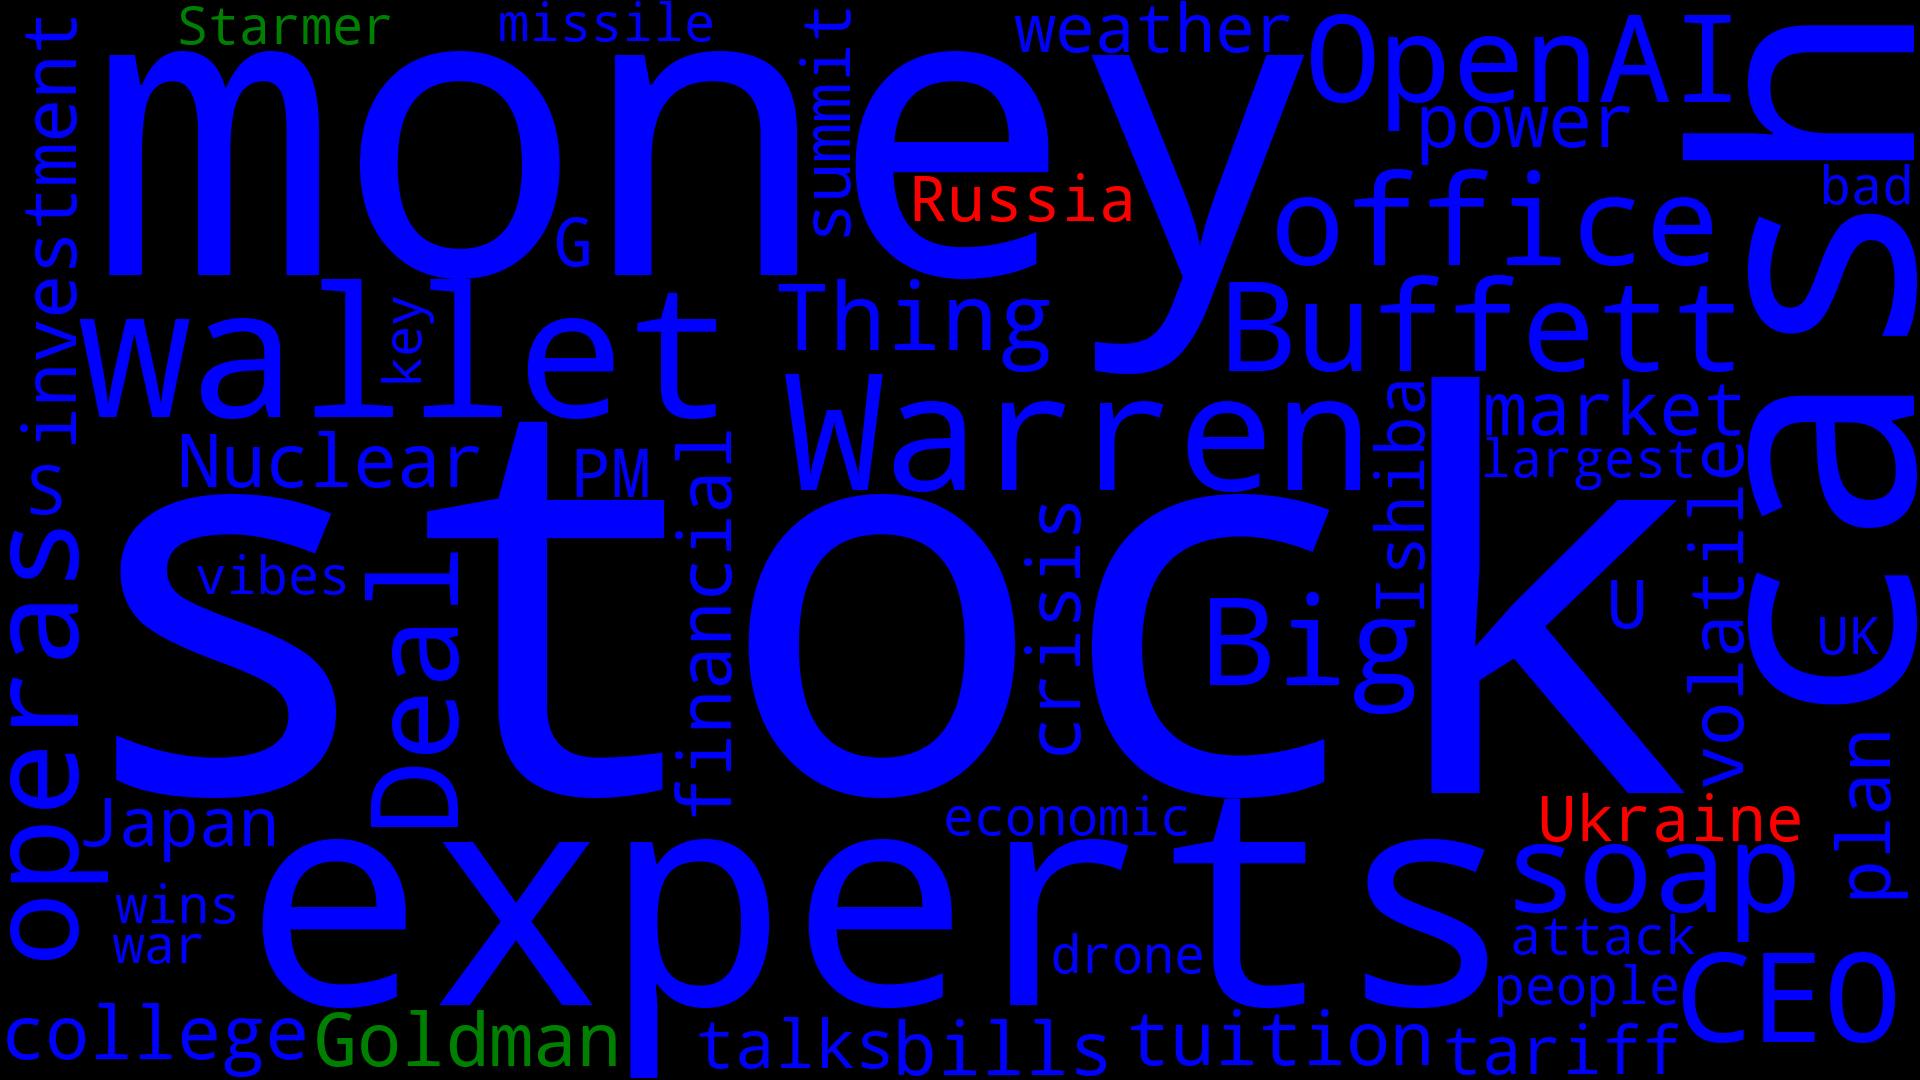 Starmer
missile
summit
weather
OpenAI
cash
investment
money
power
Russia
G
office
bad
wallet
key
Thing
Buffett
Warren
market
largest
Ishiba
Nuclear
PM
financial
s
stock
vibes
Deal
crisis
Big
U
volatile
UK
operas
plan
Japan
economic
Ukraine
experts
soap
wins
war
drone
attack
people
CEO
college
Goldman
talks
bills
tuition
tariff